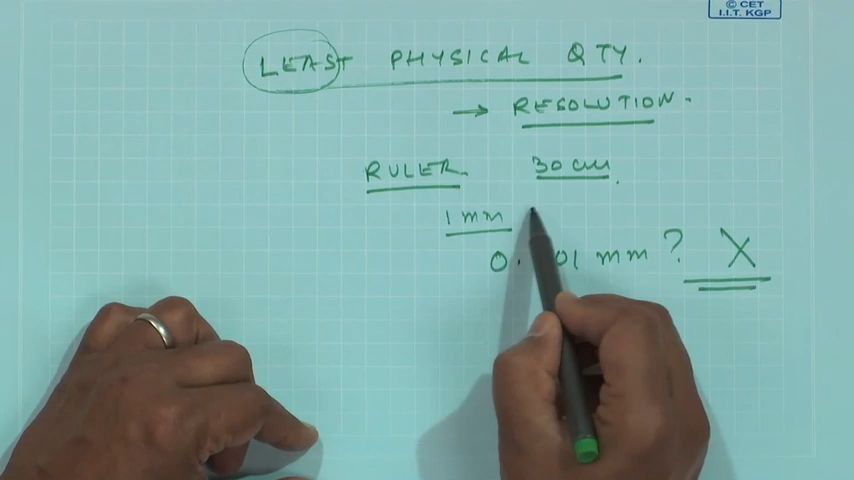 © CET
I.I.T. KGP
LEAST PHYSICAL QTY.
→ RESOLUTION.
RULER. 30 cm.
1 mm
mm ? X